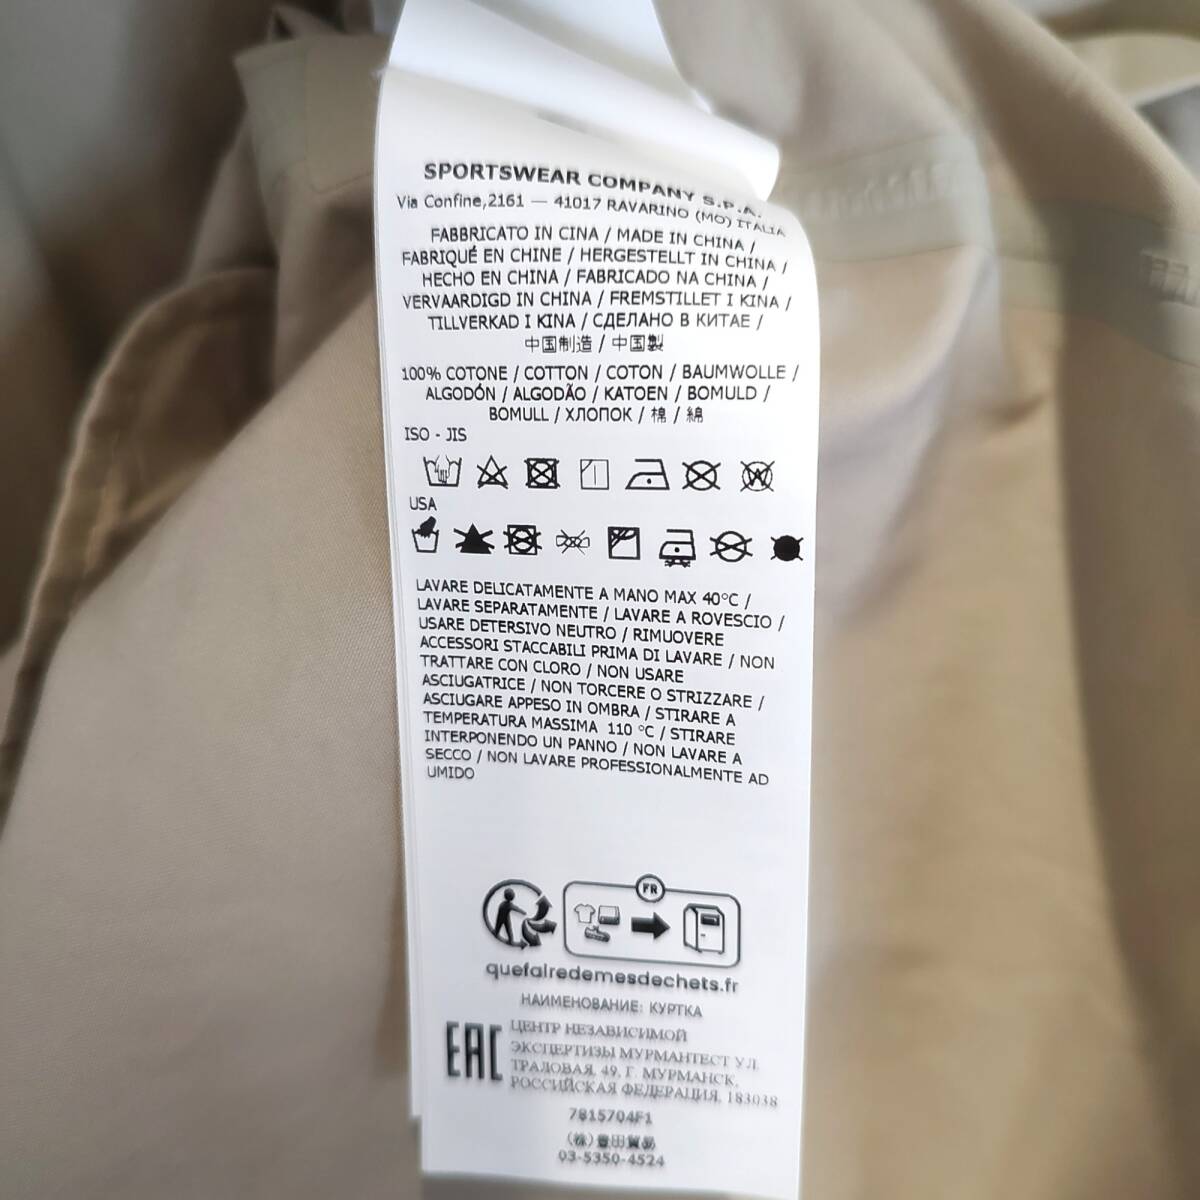 SPORTSWEAR COMPANY S.P.A.
Via Confine,2161 — 41017 RAVARINO (MO) ITALIA
FABBRICATO IN CINA / MADE IN CHINA /
FABRIQUÉ EN CHINE / HERGESTELLT IN CHINA /
HECHO EN CHINA / FABRICADO NA CHINA /
VERVAARDIGD IN CHINA / FREMSTILLET I KINA /
TILLVERKAD I KINA / СДЕЛАНО В КИТАЕ /
中国制造 / 中国製
100% COTONE / COTTON / COTON / BAUMWOLLE /
ALGODÓN / ALGODÃO / KATOEN / BOMULD /
BOMULL / ХЛОПОК / 棉 / 綿
ISO - JIS
USA
LAVARE DELICATAMENTE A MANO MAX 40°C /
LAVARE SEPARATAMENTE / LAVARE A ROVESCIO /
USARE DETERSIVO NEUTRO / RIMUOVERE
ACCESSORI STACCABILI PRIMA DI LAVARE / NON
TRATTARE CON CLORO / NON USARE
ASCIUGATRICE / NON TORCERE O STRIZZARE /
ASCIUGARE APPESO IN OMBRA / STIRARE A
TEMPERATURA MASSIMA 110 °C / STIRARE
INTERPONENDO UN PANNO / NON LAVARE A
SECCO / NON LAVARE PROFESSIONALMENTE AD
UMIDO
FR
quefairedemesdechets.fr
НАИМЕНОВАНИЕ: КУРТКА
EAC
ЦЕНТР НЕЗАВИСИМОЙ
ЭКСПЕРТИЗЫ МУРМАНТЕСТ УЛ.
ТРАЛОВАЯ, 49, Г. МУРМАНСК,
РОССИЙСКАЯ ФЕДЕРАЦИЯ, 183038
7815704F1
(株)豊田貿易
03-5350-4524